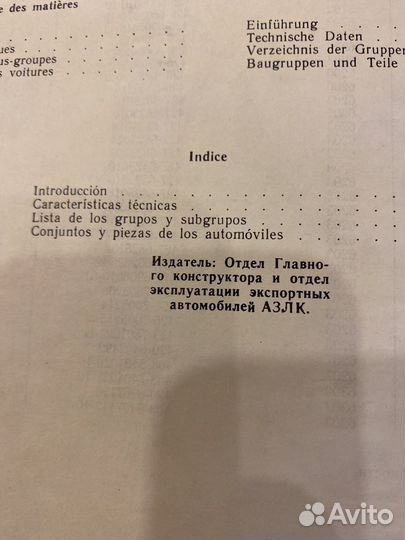 e des matières
ues
us-groupes
s voitures
Einführung
Technische Daten
Verzeichnis der Gruppen
Baugruppen und Teile
Indice
Introducción
Características técnicas
Lista de los grupos y subgrupos
Conjuntos y piezas de los automóviles
Издатель: Отдел Главно-
го конструктора и отдел
эксплуатации экспортных
автомобилей АЗЛК.
Avito